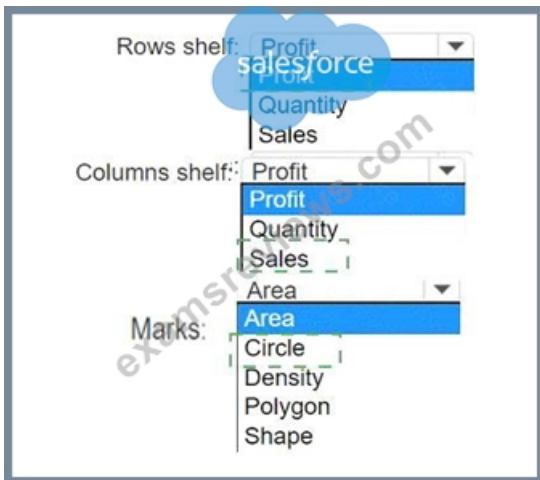 Rows shelf: Profit
salesforce
Profit
Quantity
Sales
Columns shelf: Profit
Profit
Quantity
Sales
Area
Marks: Area
Circle
Density
Polygon
Shape
examsreviews.com